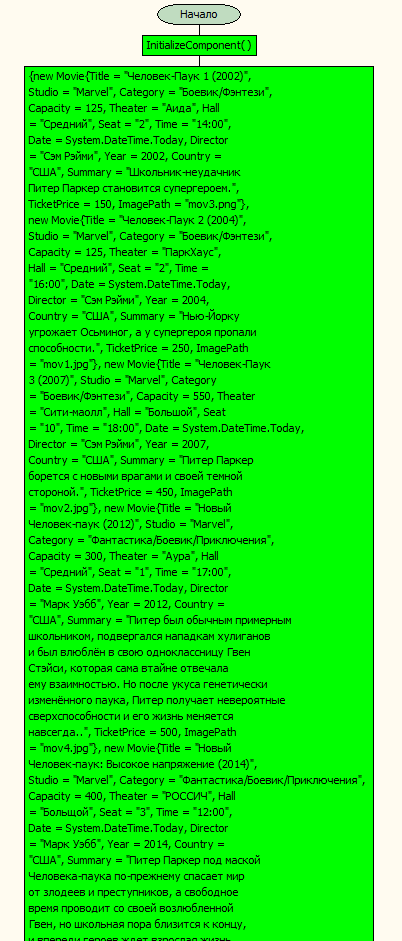 Начало
InitializeComponent()
{new Movie{Title = "Человек-Паук 1 (2002)",
Studio = "Marvel", Category = "Боевик/Фэнтези",
Capacity = 125, Theater = "Аида", Hall
= "Средний", Seat = "2", Time = "14:00",
Date = System.DateTime.Today, Director
= "Сэм Рэйми", Year = 2002, Country =
"США", Summary = "Школьник-неудачник
Питер Паркер становится супергероем.",
TicketPrice = 150, ImagePath = "mov3.png"},
new Movie{Title = "Человек-Паук 2 (2004)",
Studio = "Marvel", Category = "Боевик/Фэнтези",
Capacity = 125, Theater = "ПаркХаус",
Hall = "Средний", Seat = "2", Time =
"16:00", Date = System.DateTime.Today,
Director = "Сэм Рэйми", Year = 2004,
Country = "США", Summary = "Нью-Йорку
угрожает Осьминог, а у супергероя пропали
способности.", TicketPrice = 250, ImagePath
= "mov1.jpg"}, new Movie{Title = "Человек-Паук
3 (2007)", Studio = "Marvel", Category
= "Боевик/Фэнтези", Capacity = 550, Theater
= "Сити-маолл", Hall = "Большой", Seat
= "10", Time = "18:00", Date = System.DateTime.Today,
Director = "Сэм Рэйми", Year = 2007,
Country = "США", Summary = "Питер Паркер
борется с новыми врагами и своей темной
стороной.", TicketPrice = 450, ImagePath
= "mov2.jpg"}, new Movie{Title = "Новый
Человек-паук (2012)", Studio = "Marvel",
Category = "Фантастика/Боевик/Приключения",
Capacity = 300, Theater = "Аура", Hall
= "Средний", Seat = "1", Time = "17:00",
Date = System.DateTime.Today, Director
= "Марк Уэбб", Year = 2012, Country =
"США", Summary = "Питер был обычным примерным
школьником, подвергался нападкам хулиганов
и был влюблён в свою одноклассницу Гвен
Стэйси, которая сама втайне отвечала
ему взаимностью. Но после укуса генетически
изменённого паука, Питер получает невероятные
сверхспособности и его жизнь меняется
навсегда..", TicketPrice = 500, ImagePath
= "mov4.jpg"}, new Movie{Title = "Новый
Человек-паук: Высокое напряжение (2014)",
Studio = "Marvel", Category = "Фантастика/Боевик/Приключения",
Capacity = 400, Theater = "РОССИЧ", Hall
= "Больщой", Seat = "3", Time = "12:00",
Date = System.DateTime.Today, Director
= "Марк Уэбб", Year = 2014, Country =
"США", Summary = "Питер Паркер под маской
Человека-паука по-прежнему спасает мир
от злодеев и преступников, а свободное
время проводит со своей возлюбленной
Гвен, но школьная пора близится к концу,
и впереди героев ждет взрослая жизнь.